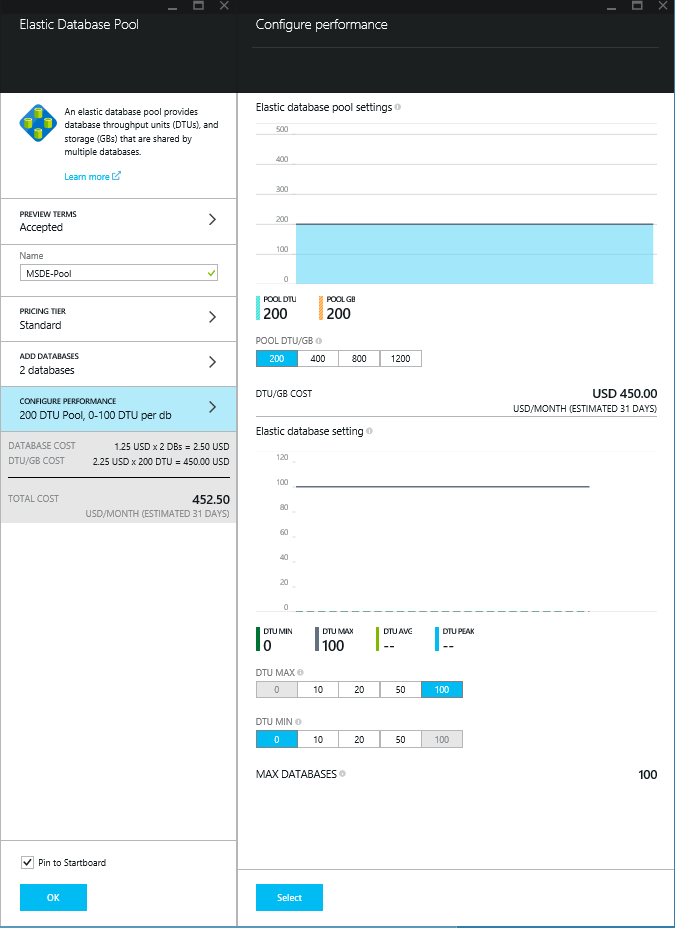 Elastic Database Pool
An elastic database pool provides
database throughput units (DTUs), and
storage (GBs) that are shared by
multiple databases.
Learn more
PREVIEW TERMS
Accepted
Name
MSDE-Pool
PRICING TIER
Standard
ADD DATABASES
2 databases
CONFIGURE PERFORMANCE
200 DTU Pool, 0-100 DTU per db
DATABASE COST 1.25 USD x 2 DBs = 2.50 USD
DTU/GB COST 2.25 USD x 200 DTU = 450.00 USD
TOTAL COST 452.50
USD/MONTH (ESTIMATED 31 DAYS)
Pin to Startboard
OK
Configure performance
Elastic database pool settings
500
400
300
200
100
0
POOL DTU POOL GB
200 200
POOL DTU/GB
200 400 800 1200
DTU/GB COST USD 450.00
USD/MONTH (ESTIMATED 31 DAYS)
Elastic database setting
120
100
80
60
40
20
0
DTU MIN DTU MAX DTU AVG DTU PEAK
0 100 -- --
DTU MAX
0 10 20 50 100
DTU MIN
0 10 20 50 100
MAX DATABASES 100
Select